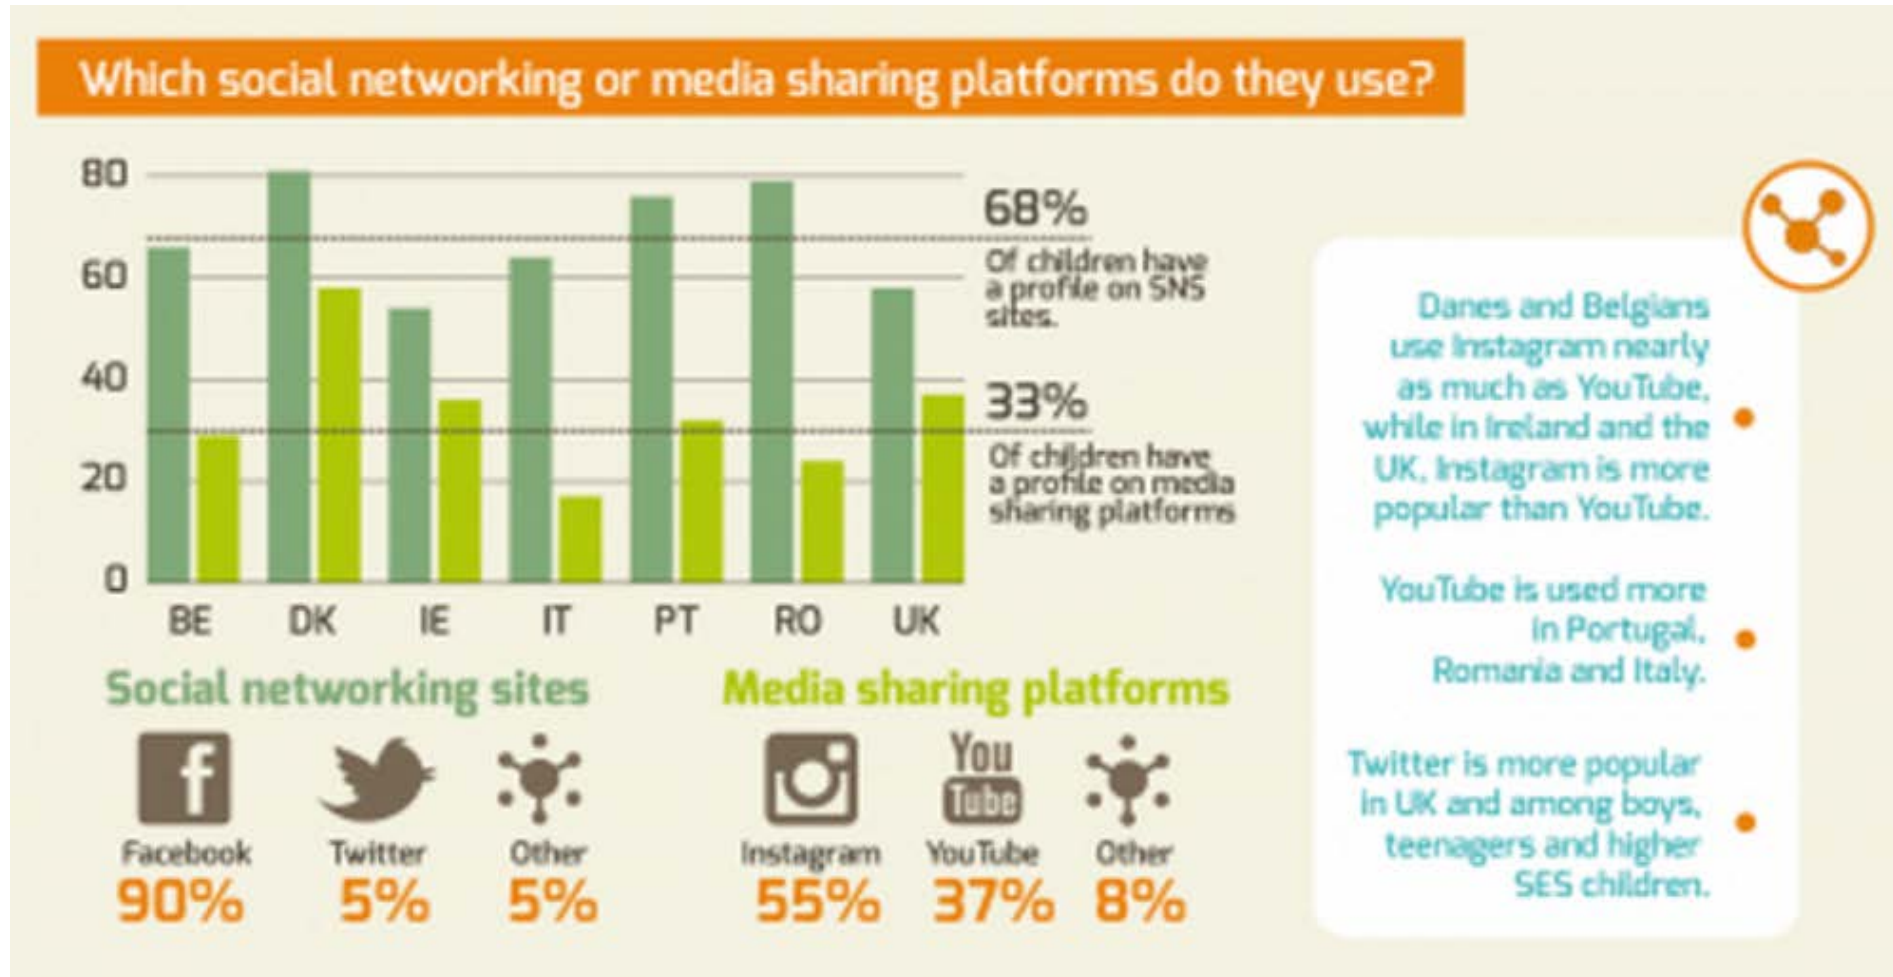 Which social networking or media sharing platforms do they use?
80
60
40
20
0
BE DK IE IT PT RO UK
68%
Of children have
a profile on SNS
sites.
33%
Of children have
a profile on media
sharing platforms
Social networking sites
Facebook Twitter Other
90% 5% 5%
Media sharing platforms
You
Tube
Instagram YouTube Other
55% 37% 8%
Danes and Belgians
use Instagram nearly
as much as YouTube,
while in Ireland and the
UK, Instagram is more
popular than YouTube.
YouTube is used more
in Portugal,
Romania and Italy.
Twitter is more popular
in UK and among boys,
teenagers and higher
SES children.